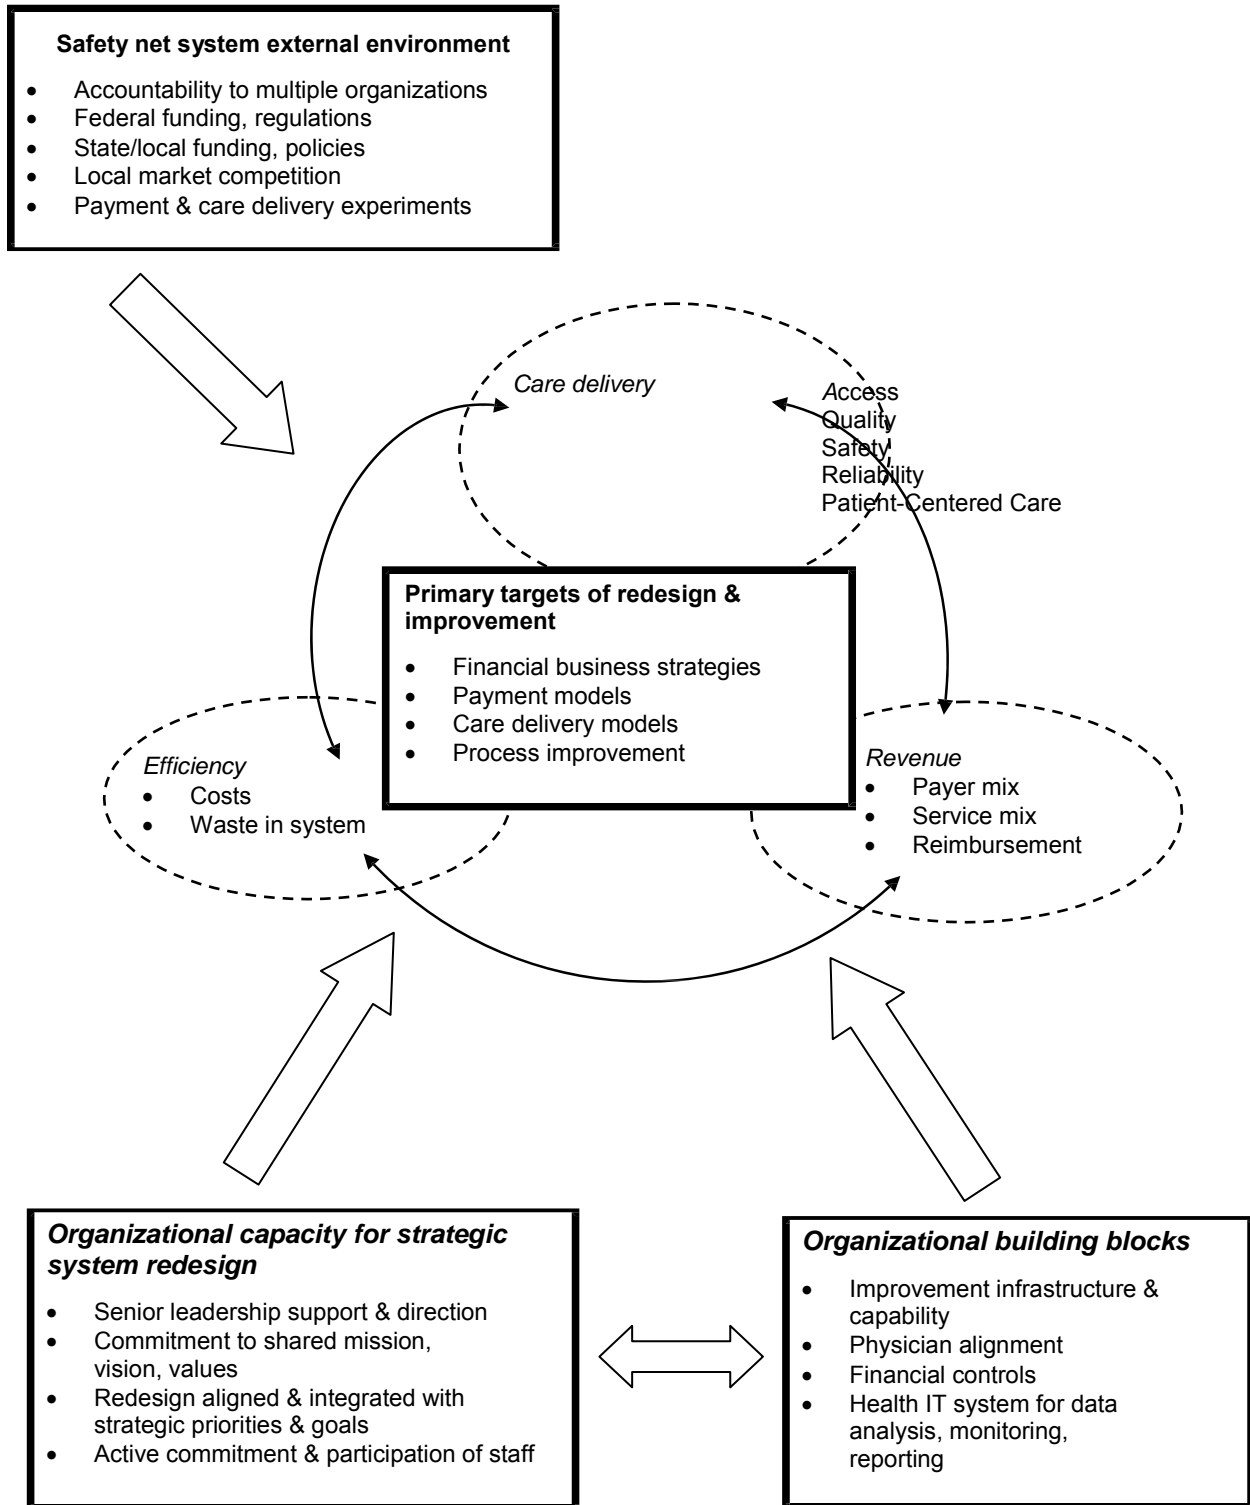 Safety net system external environment
• Accountability to multiple organizations
• Federal funding, regulations
• State/local funding, policies
• Local market competition
• Payment & care delivery experiments
Care delivery
Access
Quality
Safety
Reliability
Patient-Centered Care
Primary targets of redesign &
improvement
• Financial business strategies
• Payment models
• Care delivery models
• Process improvement
Efficiency
• Costs
• Waste in system
Revenue
• Payer mix
• Service mix
• Reimbursement
Organizational capacity for strategic
system redesign
• Senior leadership support & direction
• Commitment to shared mission,
vision, values
• Redesign aligned & integrated with
strategic priorities & goals
• Active commitment & participation of staff
Organizational building blocks
• Improvement infrastructure &
capability
• Physician alignment
• Financial controls
• Health IT system for data
analysis, monitoring,
reporting